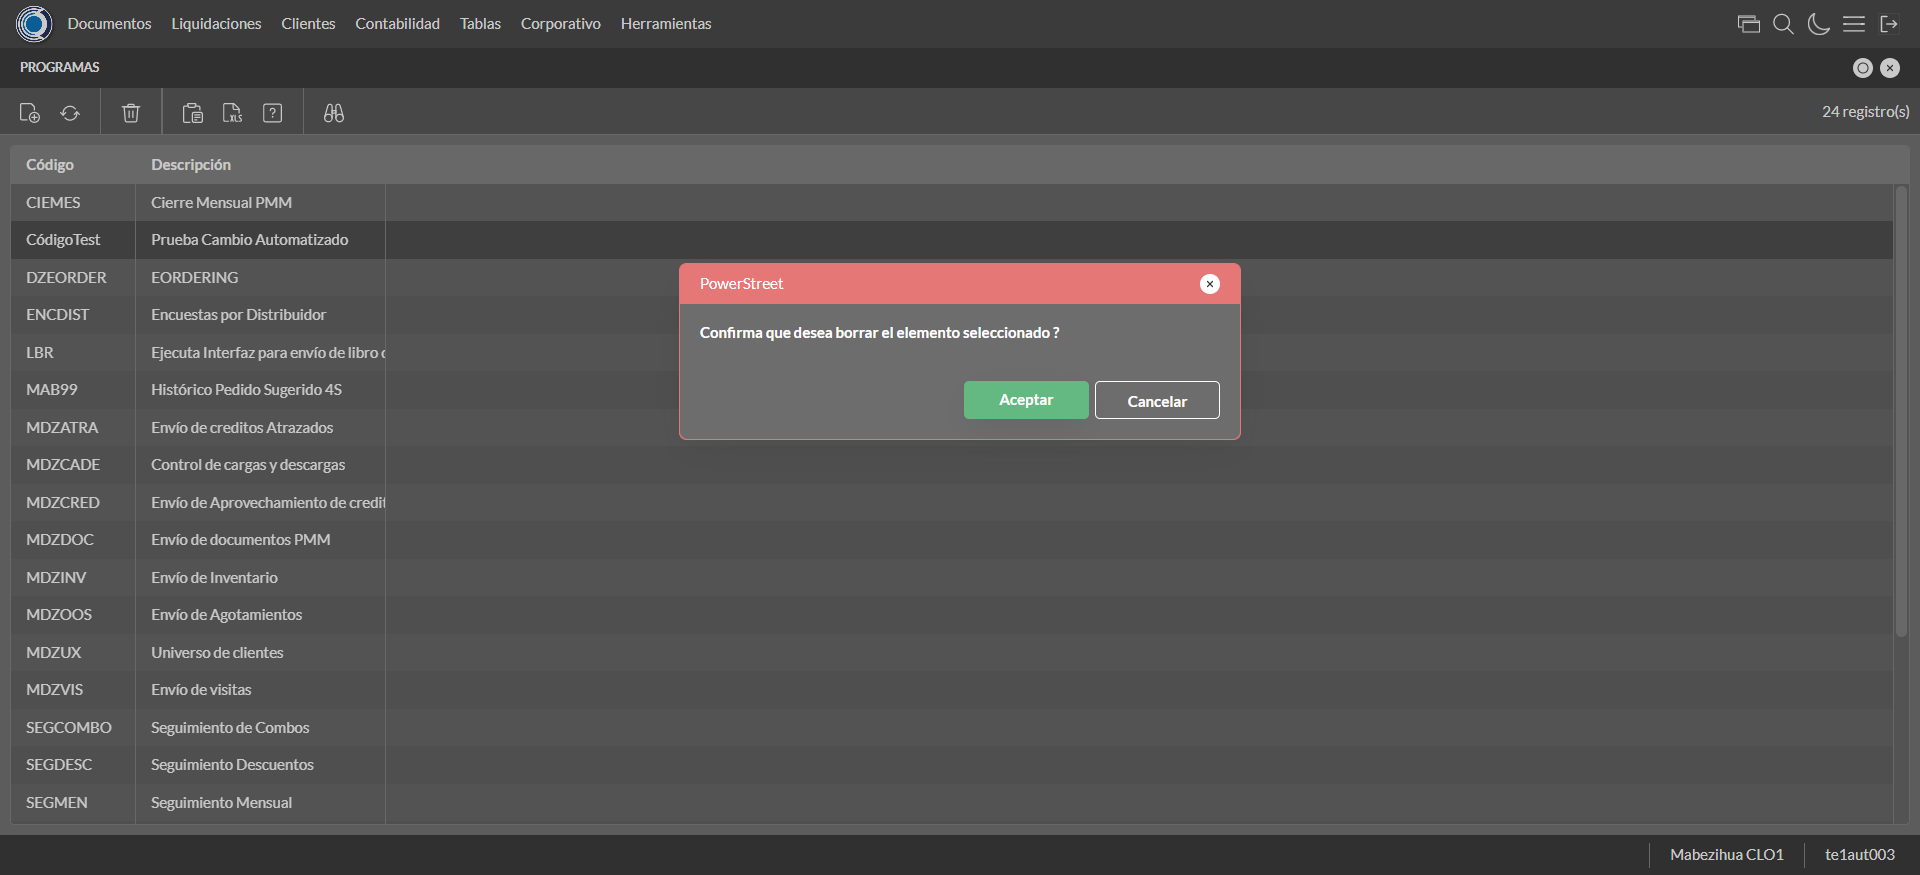 Documentos Liquidaciones Clientes Contabilidad Tablas Corporativo Herramientas
PROGRAMAS
XLS ? 24 registro(s)
Código Descripción
CIEMES Cierre Mensual PMM
CódigoTest Prueba Cambio Automatizado
DZEORDER EORDERING
ENCDIST Encuestas por Distribuidor
LBR Ejecuta Interfaz para envío de libro
MAB99 Histórico Pedido Sugerido 4S
MDZATRA Envío de creditos Atrazados
MDZCADE Control de cargas y descargas
MDZCRED Envío de Aprovechamiento de credit
MDZDOC Envío de documentos PMM
MDZINV Envío de Inventario
MDZOOS Envío de Agotamientos
MDZUX Universo de clientes
MDZVIS Envío de visitas
SEGCOMBO Seguimiento de Combos
SEGDESC Seguimiento Descuentos
SEGMEN Seguimiento Mensual
PowerStreet
Confirma que desea borrar el elemento seleccionado ?
Aceptar Cancelar
Mabezihua CLO1 te1aut003